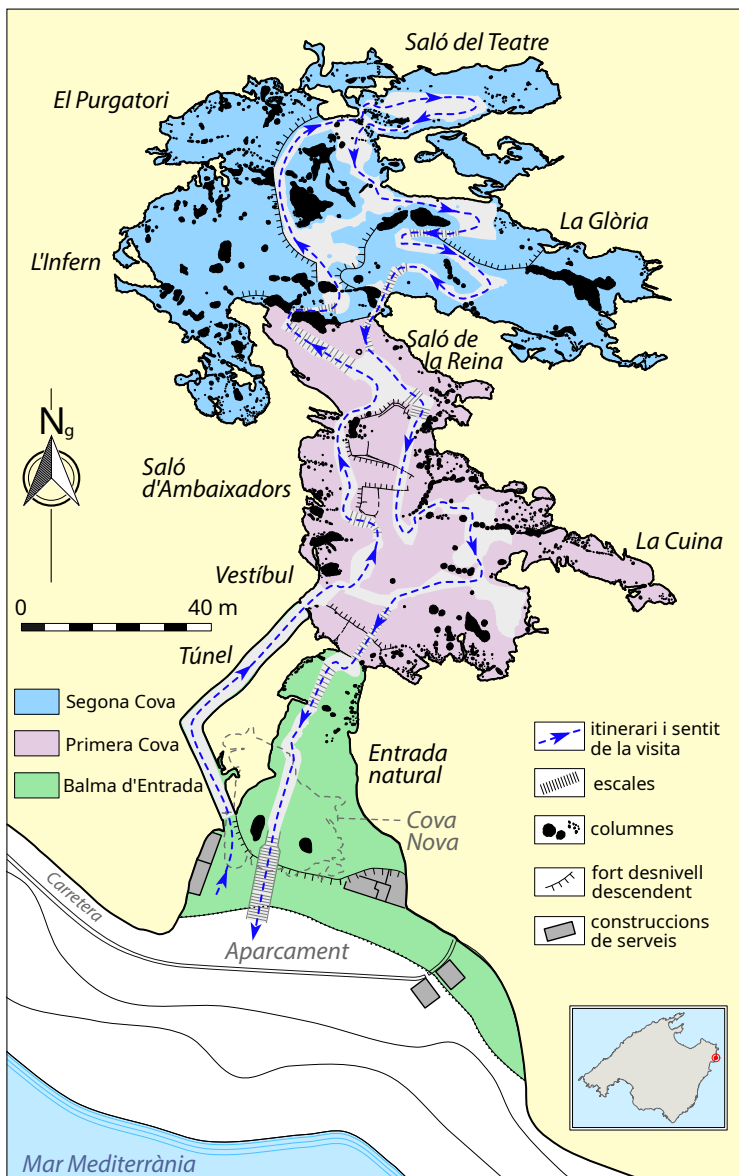 Saló del Teatre
El Purgatori
La Glòria
L'Infern
Saló de
la Reina
N
g
Saló
d'Ambaixadors
La Cuina
Vestíbul
0 40 m
Túnel
Segona Cova
Primera Cova
Balma d'Entrada
Entrada
natural
Cova
Nova
itinerari i sentit
de la visita
escales
columnes
fort desnivell
descendent
construccions
de serveis
Carretera
Aparcament
Mar Mediterrània